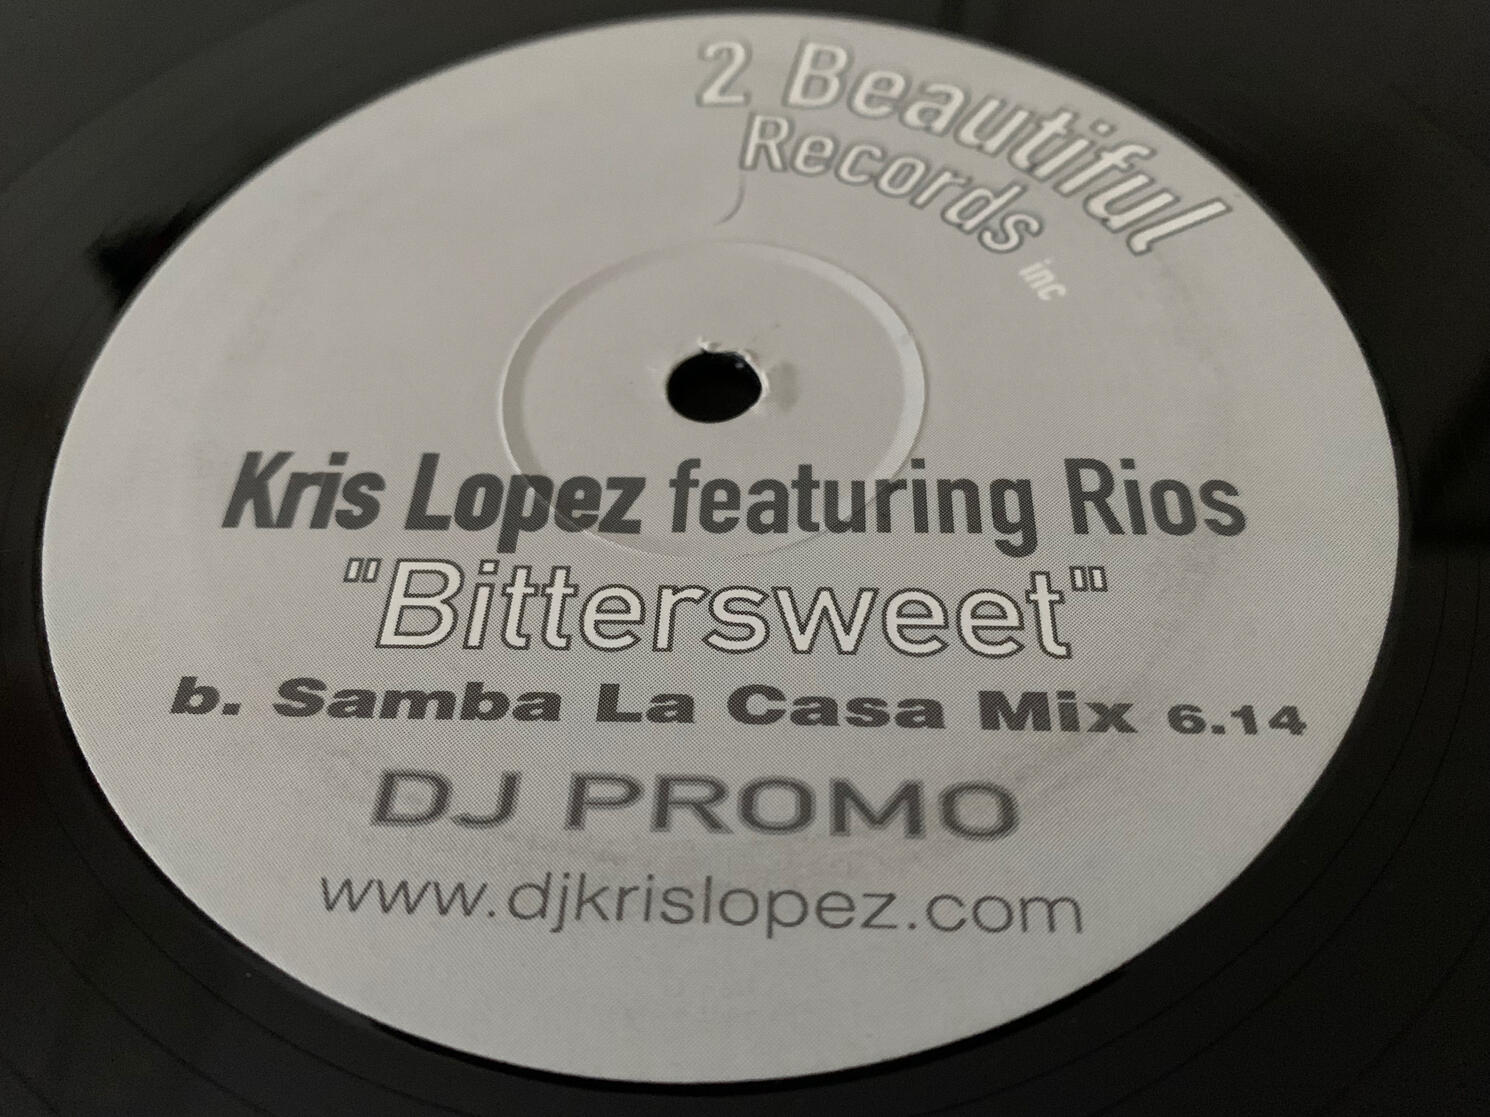 2 Beautiful
Records
inc
Kris Lopez featuring Rios
"Bittersweet"
b. Samba La Casa Mix 6.14
DJ PROMO
www.djkrislopez.com